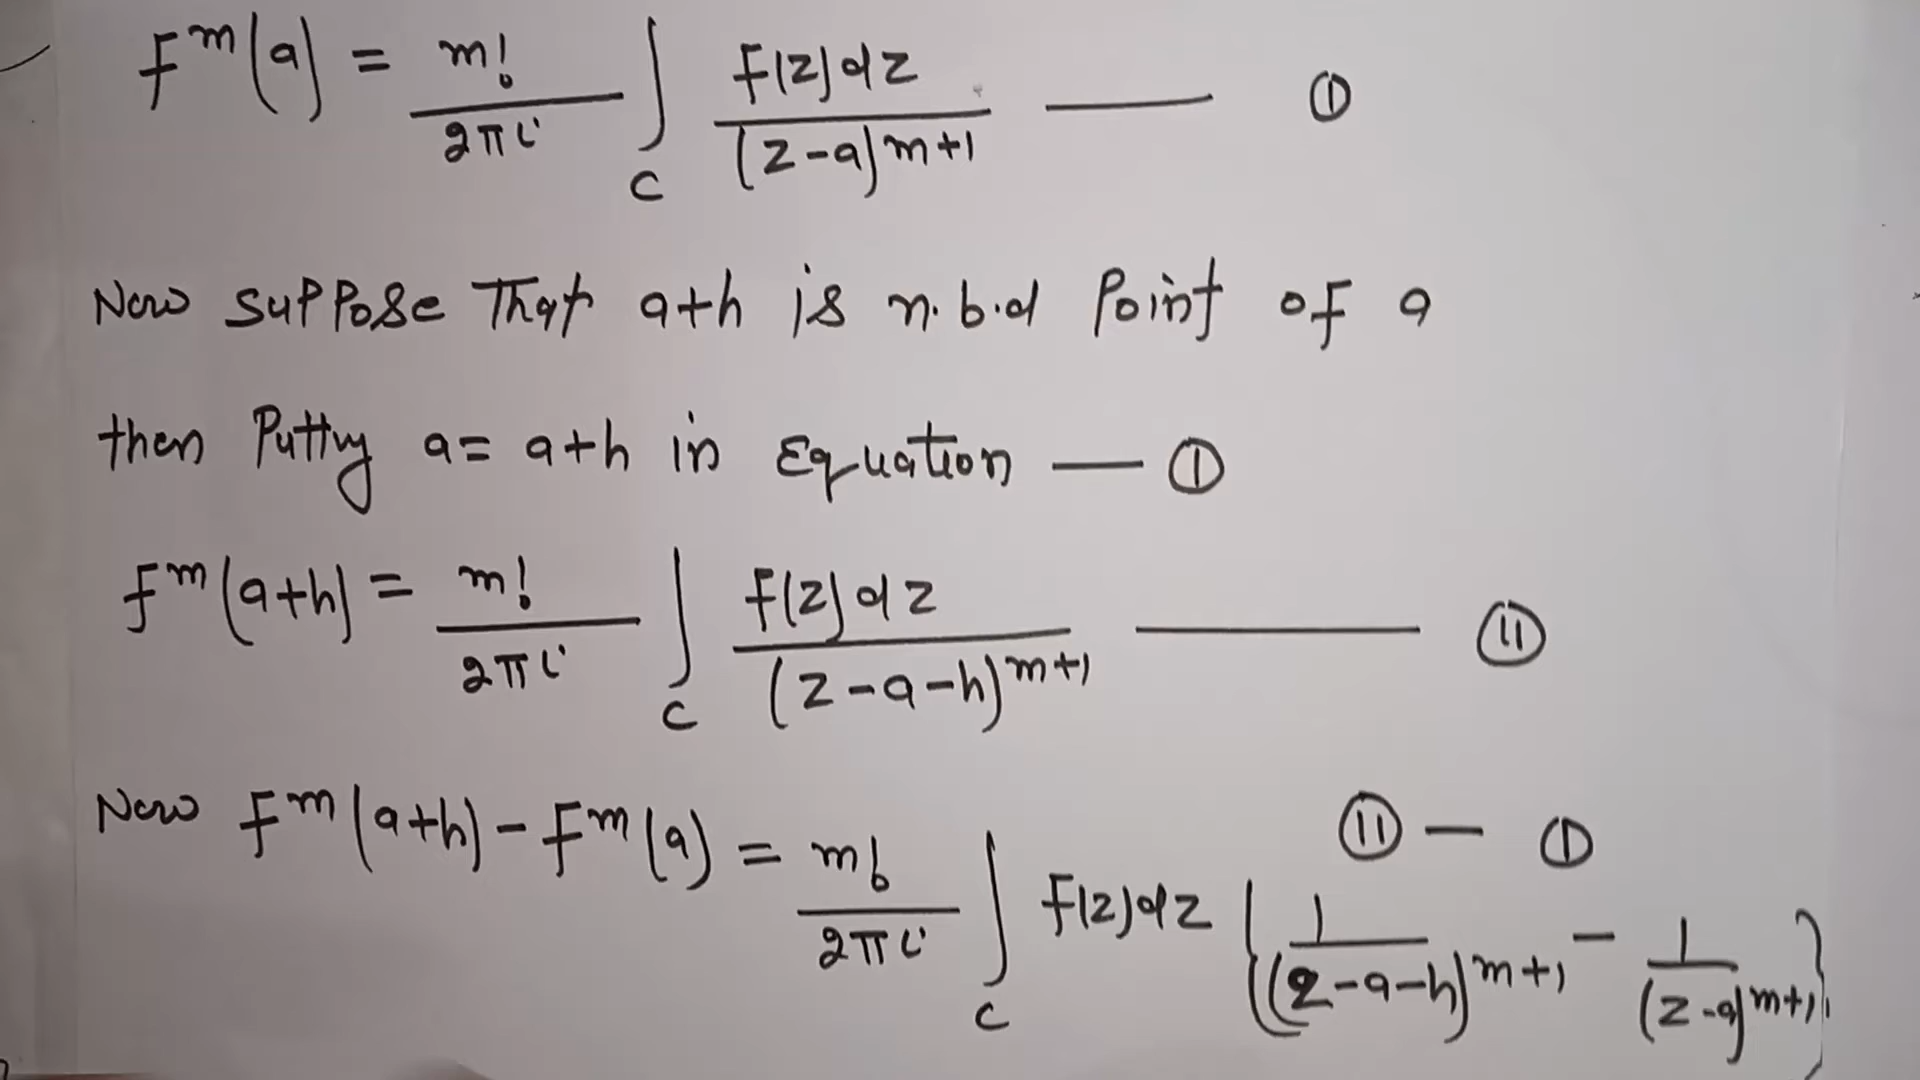 F^m(a) = m!/2πi ∫_C F(z)dz/(z-a)^{m+1} —— ①
Now suppose That a+h is n.b.d Point of a
then Putting a= a+h in Equation — ①
F^m(a+h) = m!/2πi ∫_C F(z)dz/(z-a-h)^{m+1} —— ⑪
⑪ — ①
Now F^m(a+h) - F^m(a) = m!/2πi ∫_C F(z)dz {1/(z-a-h)^{m+1} - 1/(z-a)^{m+1}}